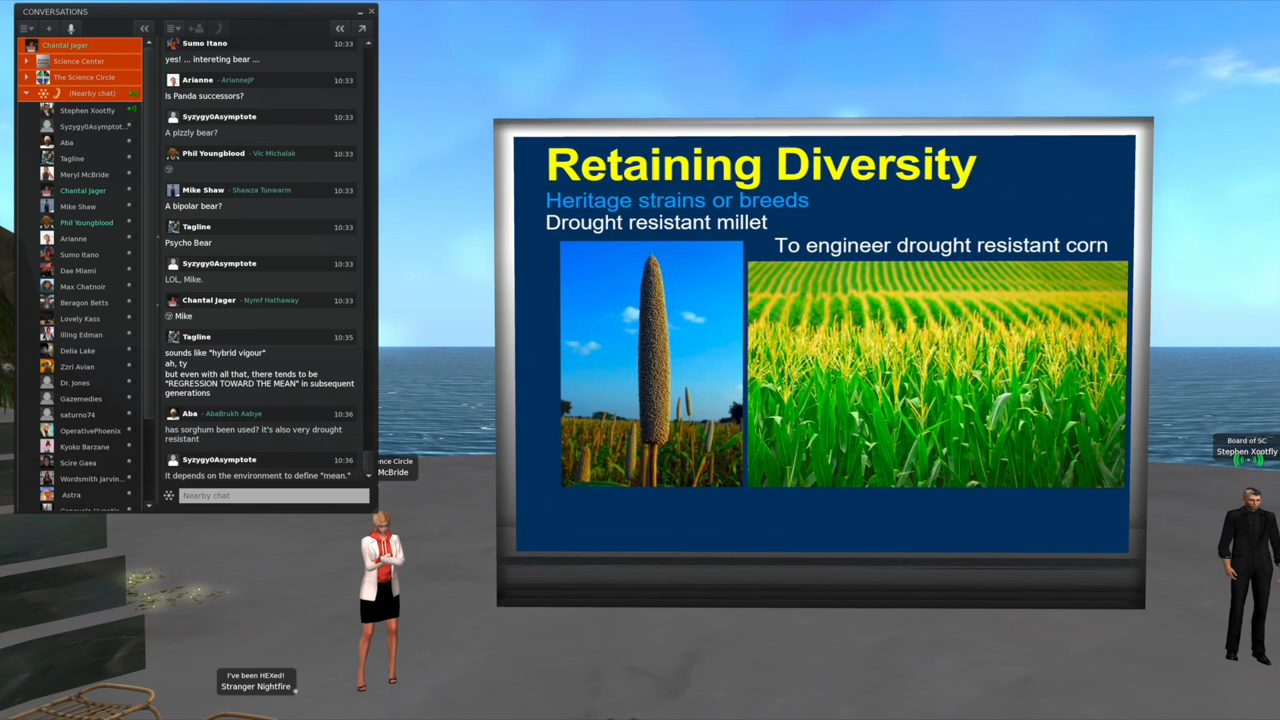 CONVERSATIONS
Chantal Jager
Science Center
The Science Circle
(Nearby chat)
Stephen Xootfly
Syzygy0Asymptot...
Aba
Tagline
Meryl McBride
Chantal Jager
Mike Shaw
Phil Youngblood
Arianne
Sumo Itano
Dae Miami
Max Chatnoir
Beragon Betts
Lovely Kass
Illing Edman
Delia Lake
Zzri Avian
Dr. Jones
Gazemedies
saturno74
OperativePhoenix
Kyoko Barzane
Scire Gaea
Wordsmith Jarvin...
Astra
Sumo Itano 10:33
yes! ... intereting bear ...
Arianne - ArianneJP 10:33
Is Panda successors?
Syzygy0Asymptote 10:33
A pizzly bear?
Phil Youngblood - Vic Michalak 10:33
Mike Shaw - Shawza Tunwarm 10:33
A bipolar bear?
Tagline 10:33
Psycho Bear
Syzygy0Asymptote 10:33
LOL, Mike.
Chantal Jager - Nymf Hathaway 10:33
Mike
Tagline 10:35
sounds like "hybrid vigour"
ah, ty
but even with all that, there tends to be
"REGRESSION TOWARD THE MEAN" in subsequent
generations
Aba - AbaBrukh Aabye 10:36
has sorghum been used? it's also very drought
resistant
Syzygy0Asymptote 10:36
It depends on the environment to define "mean."
Nearby chat
Retaining Diversity
Heritage strains or breeds
Drought resistant millet
To engineer drought resistant corn
Circle
McBride
Board of SC
Stephen Xootfly
I've been HEXed!
Stranger Nightfire